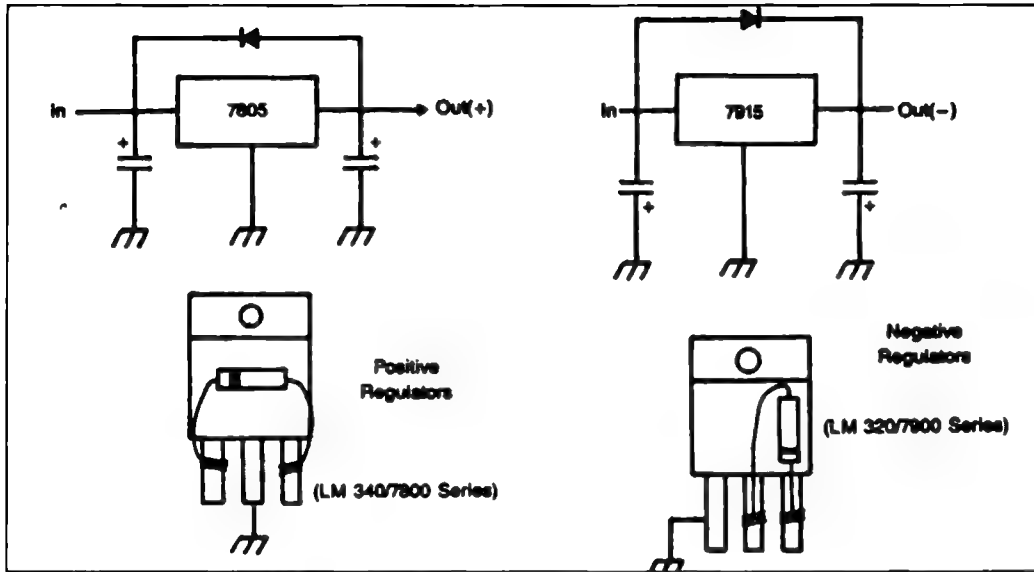 In
7805
Out(+)
+
+
In
7915
Out(-)
+
+
Positive
Regulators
(LM 340/7800 Series)
Negative
Regulators
(LM 320/7900 Series)